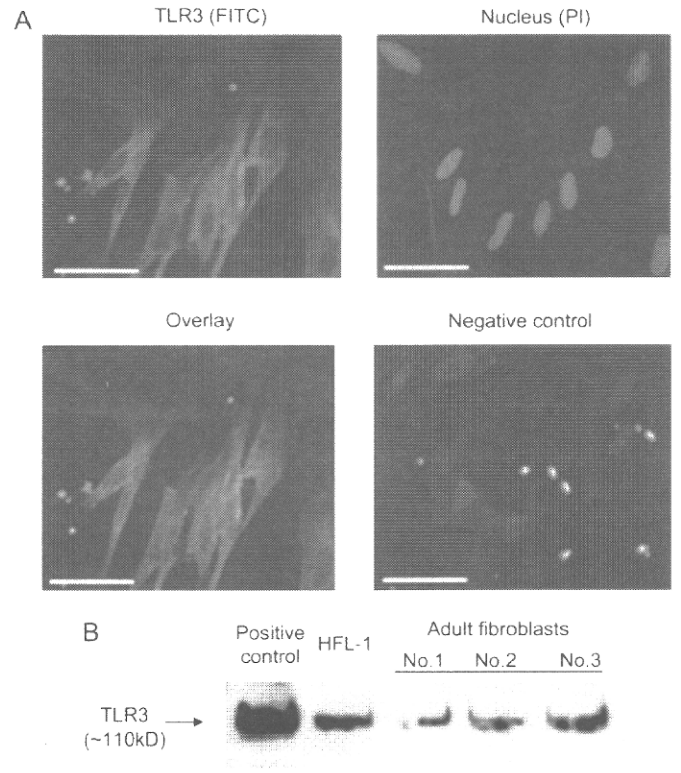 A
TLR3 (FITC)
Nucleus (PI)
Overlay
Negative control
B
Positive control
HFL-1
Adult fibroblasts
No.1 No.2 No.3
TLR3
(~110kD)